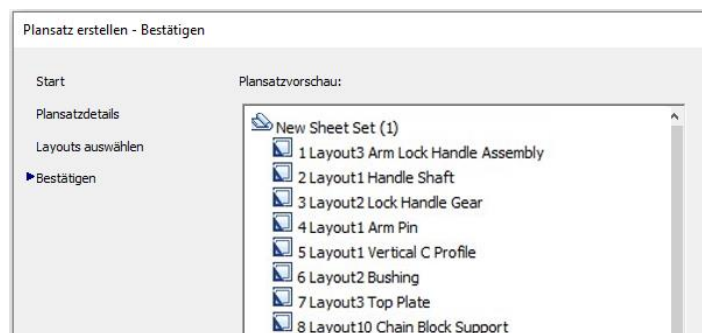 Plansatz erstellen - Bestätigen
Start
Plansatzdetails
Layouts auswählen
Bestätigen
Plansatzvorschau:
New Sheet Set (1)
1 Layout3 Arm Lock Handle Assembly
2 Layout1 Handle Shaft
3 Layout2 Lock Handle Gear
4 Layout1 Arm Pin
5 Layout1 Vertical C Profile
6 Layout2 Bushing
7 Layout3 Top Plate
8 Layout10 Chain Block Support